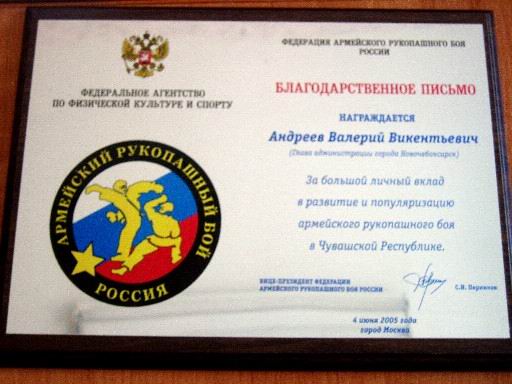 ФЕДЕРАЛЬНОЕ АГЕНТСТВО
ПО ФИЗИЧЕСКОЙ КУЛЬТУРЕ И СПОРТУ
АРМЕЙСКИЙ РУКОПАШНЫЙ БОЙ
РОССИЯ
ФЕДЕРАЦИЯ АРМЕЙСКОГО РУКОПАШНОГО БОЯ
РОССИИ
БЛАГОДАРСТВЕННОЕ ПИСЬМО
НАГРАЖДАЕТСЯ
Андреев Валерий Викентьевич
(Глава администрации города Новочебоксарск)
За большой личный вклад
в развитие и популяризацию
армейского рукопашного боя
в Чувашской Республике.
ВИЦЕ-ПРЕЗИДЕНТ ФЕДЕРАЦИИ
АРМЕЙСКОГО РУКОПАШНОГО БОЯ РОССИИ
С.В.
4 июня 2005 года
город Москва